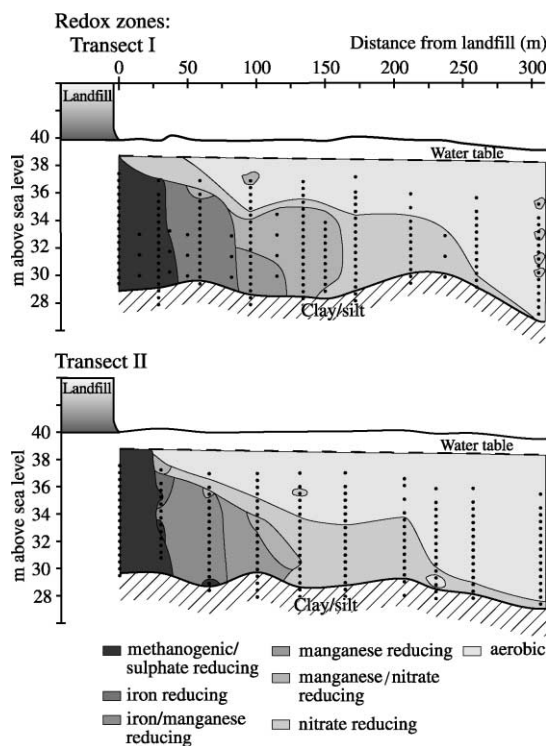 Redox zones:
Transect I
Distance from landfill (m)
0 50 100 150 200 250 300
Landfill
40
38
36
34
32
30
28
m above sea level
Water table
Clay/silt
Transect II
Landfill
40
38
36
34
32
30
28
m above sea level
Water table
Clay/silt
methanogenic/
sulphate reducing
iron reducing
iron/manganese
reducing
manganese reducing
manganese/nitrate
reducing
nitrate reducing
aerobic